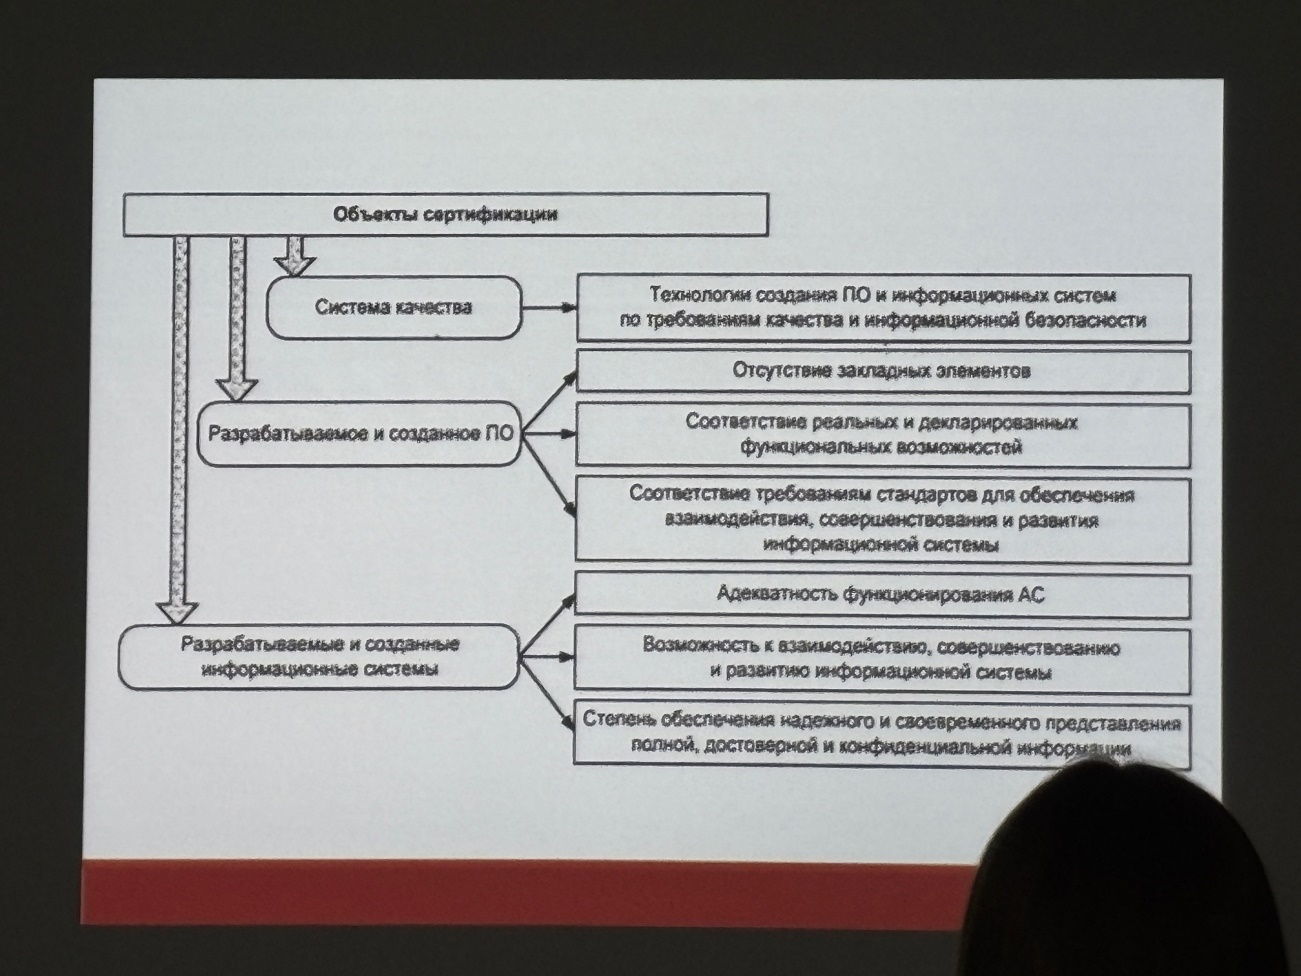 Объекты сертификации
Система качества
Технологии создания ПО и информационных систем
по требованиям качества и информационной безопасности
Разрабатываемое и созданное ПО
Отсутствие закладных элементов
Соответствие реальных и декларированных
функциональных возможностей
Соответствие требованиям стандартов для обеспечения
взаимодействия, совершенствования и развития
информационной системы
Разрабатываемые и созданные
информационные системы
Адекватность функционирования АС
Возможность к взаимодействию, совершенствованию
и развитию информационной системы
Степень обеспечения надежного и своевременного представления
полной, достоверной и конфиденциальной информации